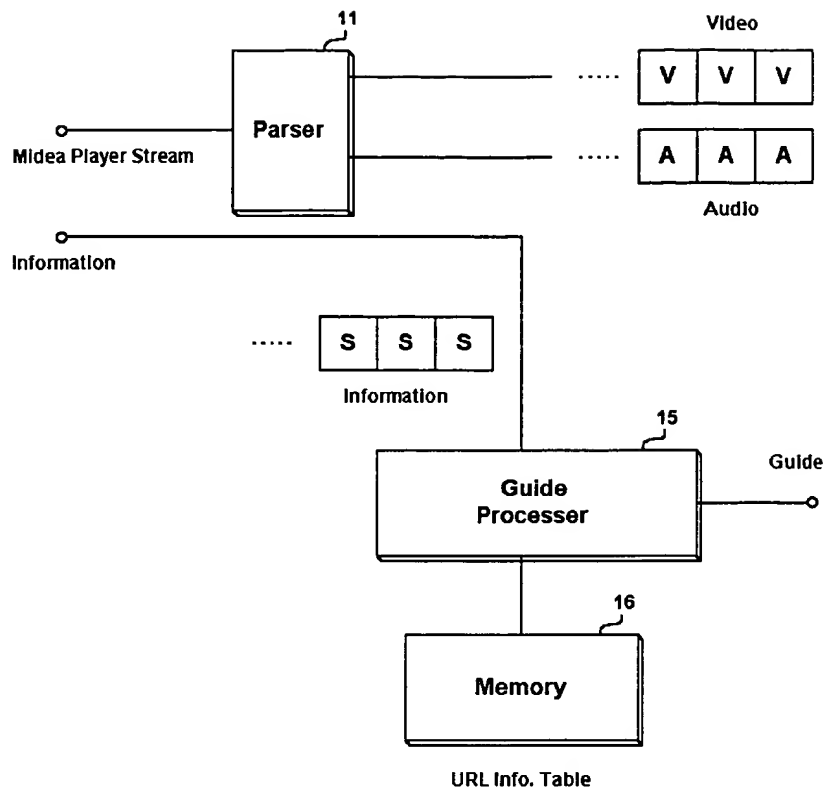 11
Video
V V V
Parser
Midea Player Stream
A A A
Audio
Information
S S S
Information
15
Guide
Guide
Processer
16
Memory
URL Info. Table